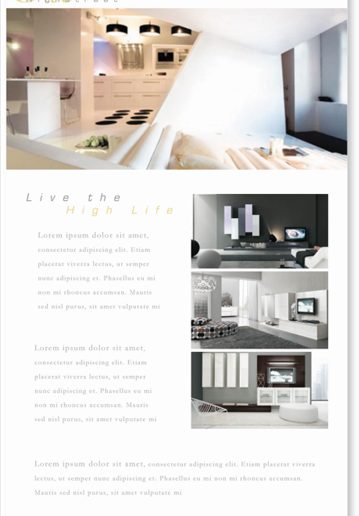 Live the
High Life
Lorem ipsum dolor sit amet,
consectetur adipiscing elit. Etiam
placerat viverra lectus, ut semper
nunc adipiscing et. Phasellus eu mi
non mi rhoncus accumsan. Mauris
sed nisl purus, sit amet vulputate mi
Lorem ipsum dolor sit amet,
consectetur adipiscing elit. Etiam
placerat viverra lectus, ut semper
nunc adipiscing et. Phasellus eu mi
non mi rhoncus accumsan. Mauris
sed nisl purus, sit amet vulputate mi
Lorem ipsum dolor sit amet, consectetur adipiscing elit. Etiam placerat viverra
lectus, ut semper nunc adipiscing et. Phasellus eu mi non mi rhoncus accumsan.
Mauris sed nisl purus, sit amet vulputate mi